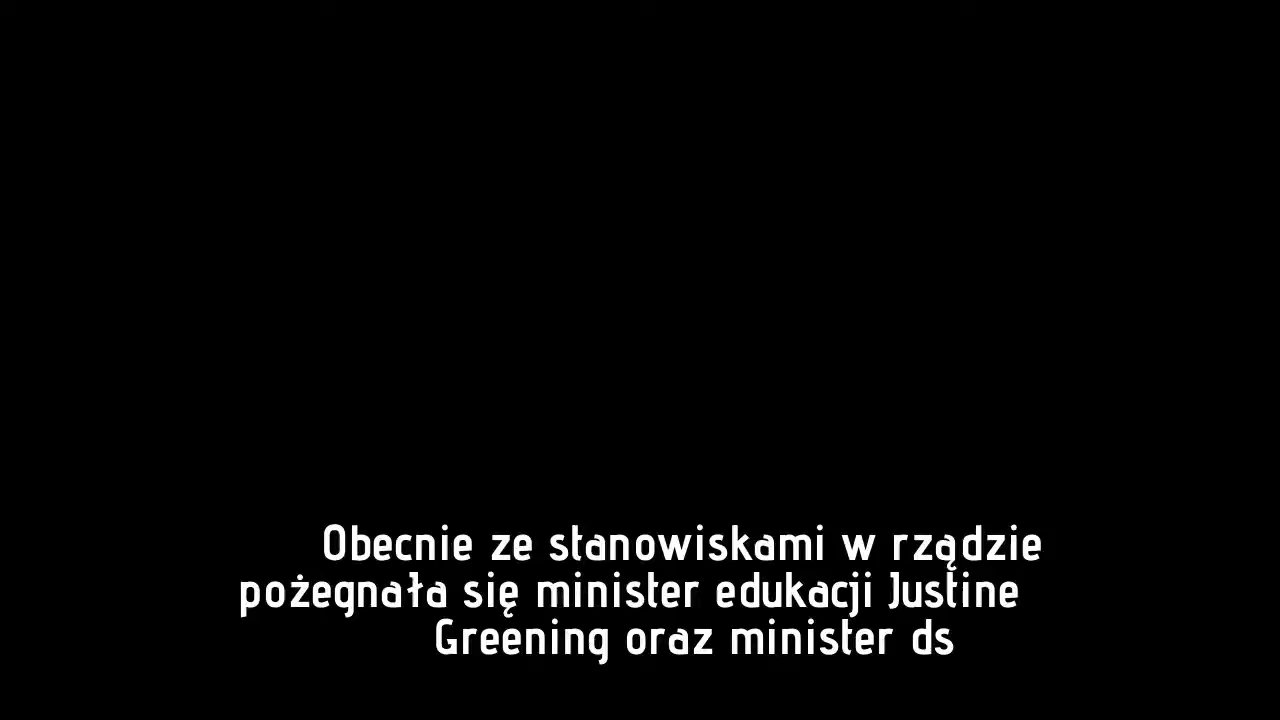 Obecnie ze stanowiskami w rządzie
pożegnała się minister edukacji Justine
Greening oraz minister ds